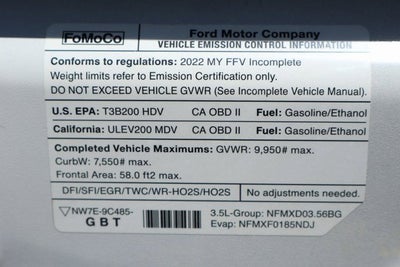 FoMoCo
Ford Motor Company
VEHICLE EMISSION CONTROL INFORMATION
Conforms to regulations: 2022 MY FFV Incomplete
Weight limits refer to Emission Certification only.
DO NOT EXCEED VEHICLE GVWR (See Incomplete Vehicle Manual).
U.S. EPA: T3B200 HDV CA OBD II Fuel: Gasoline/Ethanol
California: ULEV200 MDV CA OBD II Fuel: Gasoline/Ethanol
Completed Vehicle Maximums: GVWR: 9,950# max.
CurbW: 7,550# max.
Frontal Area: 58.0 ft2 max.
DFI/SFI/EGR/TWC/WR-HO2S/HO2S No adjustments needed.
NW7E-9C485-
GBT
3.5L-Group: NFMXD03.56BG
Evap: NFMXF0185NDJ